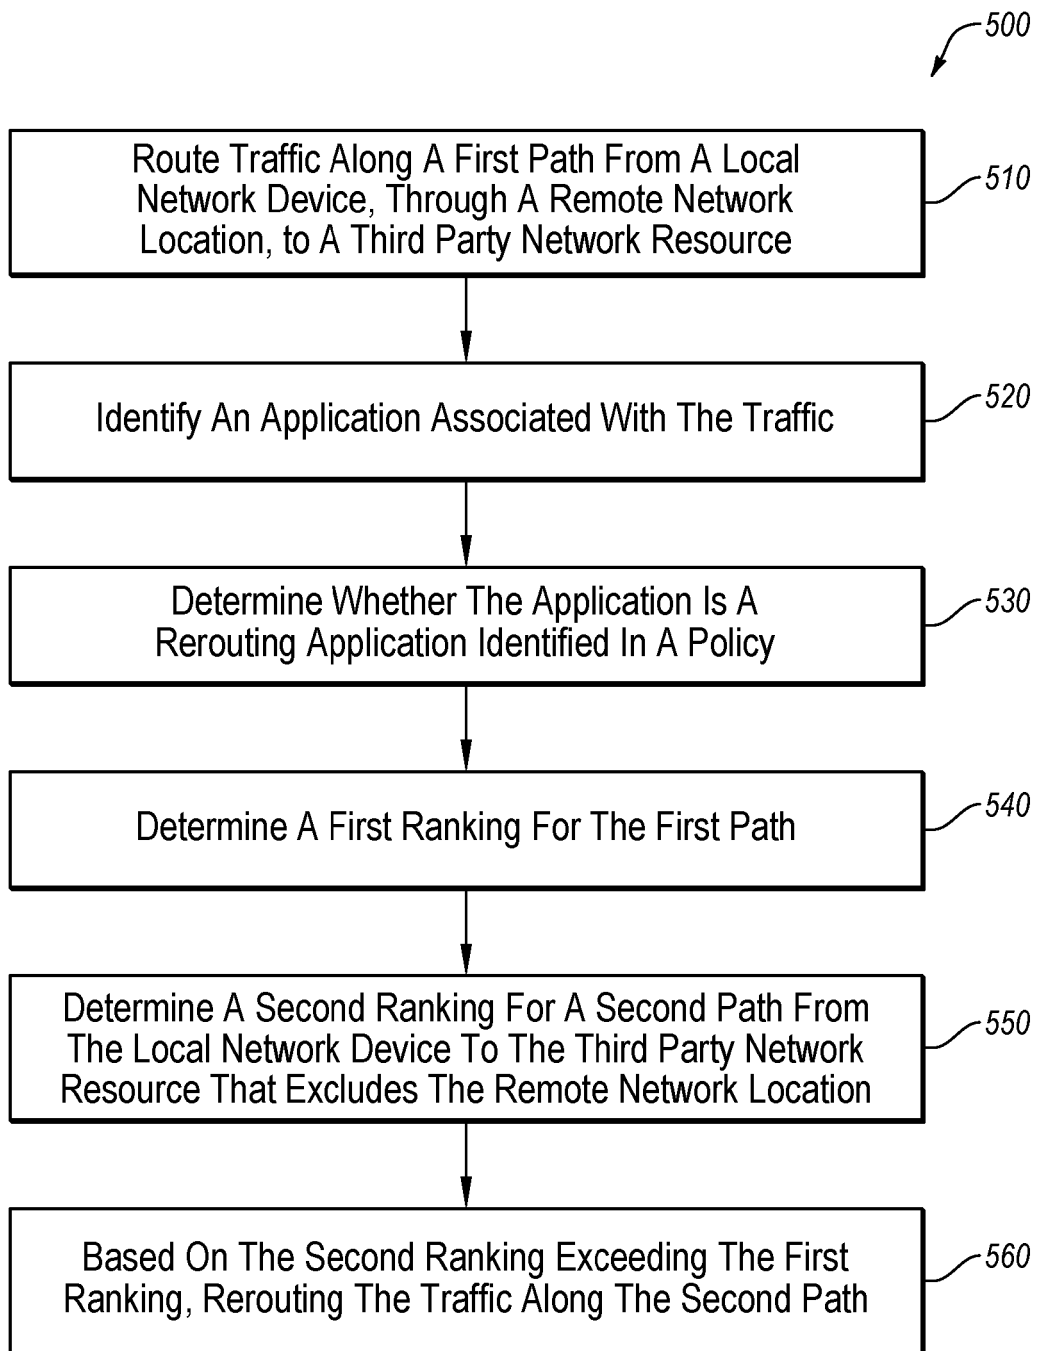 500
Route Traffic Along A First Path From A Local
Network Device, Through A Remote Network
Location, to A Third Party Network Resource
510
Identify An Application Associated With The Traffic
520
Determine Whether The Application Is A
Rerouting Application Identified In A Policy
530
Determine A First Ranking For The First Path
540
Determine A Second Ranking For A Second Path From
The Local Network Device To The Third Party Network
Resource That Excludes The Remote Network Location
550
Based On The Second Ranking Exceeding The First
Ranking, Rerouting The Traffic Along The Second Path
560